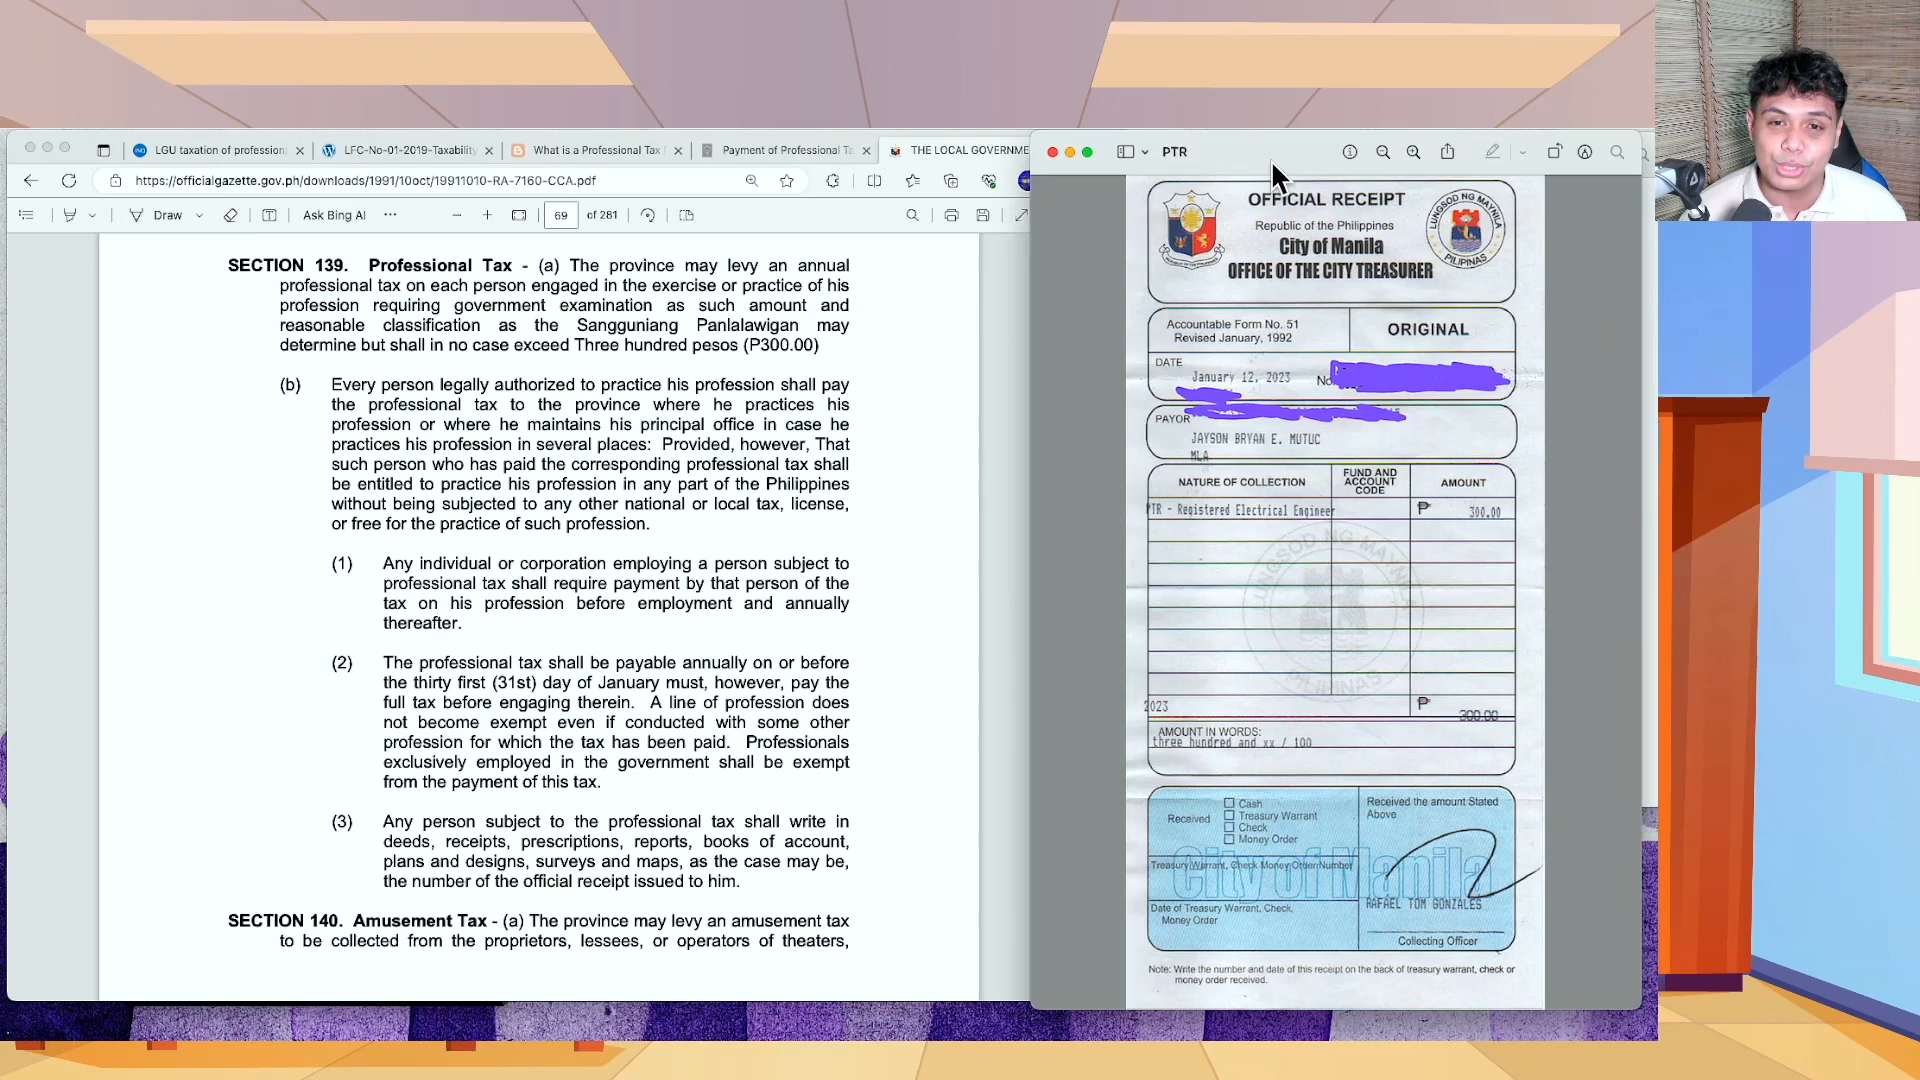 LGU taxation of profession
LFC-No-01-2019-Taxability
What is a Professional Tax
Payment of Professional Ta
THE LOCAL GOVERNME
https://officialgazette.gov.ph/downloads/1991/10oct/19911010-RA-7160-CCA.pdf
Draw
Ask Bing AI
69 of 281
SECTION 139. Professional Tax - (a) The province may levy an annual
professional tax on each person engaged in the exercise or practice of his
profession requiring government examination as such amount and
reasonable classification as the Sangguniang Panlalawigan may
determine but shall in no case exceed Three hundred pesos (P300.00)
(b) Every person legally authorized to practice his profession shall pay
the professional tax to the province where he practices his
profession or where he maintains his principal office in case he
practices his profession in several places: Provided, however, That
such person who has paid the corresponding professional tax shall
be entitled to practice his profession in any part of the Philippines
without being subjected to any other national or local tax, license,
or free for the practice of such profession.
(1) Any individual or corporation employing a person subject to
professional tax shall require payment by that person of the
tax on his profession before employment and annually
thereafter.
(2) The professional tax shall be payable annually on or before
the thirty first (31st) day of January must, however, pay the
full tax before engaging therein. A line of profession does
not become exempt even if conducted with some other
profession for which the tax has been paid. Professionals
exclusively employed in the government shall be exempt
from the payment of this tax.
(3) Any person subject to the professional tax shall write in
deeds, receipts, prescriptions, reports, books of account,
plans and designs, surveys and maps, as the case may be,
the number of the official receipt issued to him.
SECTION 140. Amusement Tax - (a) The province may levy an amusement tax
to be collected from the proprietors, lessees, or operators of theaters,
PTR
OFFICIAL RECEIPT
Republic of the Philippines
City of Manila
OFFICE OF THE CITY TREASURER
LUNGSOD NG MAYNILA
PILIPINAS
Accountable Form No. 51
Revised January, 1992
ORIGINAL
DATE
January 12, 2023
No
PAYOR
JAYSON BRYAN E. MUTUC
MLA
NATURE OF COLLECTION
FUND AND
ACCOUNT
CODE
AMOUNT
PTR - Registered Electrical Engineer ₱ 300.00
LUNGSOD NG MAYNILA
PILIPINAS
2023 ₱ 300.00
AMOUNT IN WORDS:
three hundred and xx / 100
Received
Cash
Treasury Warrant
Check
Money Order
Received the amount Stated
Above
Treasury Warrant, Check Money Order Number
City of Manila
Date of Treasury Warrant, Check,
Money Order
RAFAEL TOM GONZALES
Collecting Officer
Note: Write the number and date of this receipt on the back of treasury warrant, check or
money order received.